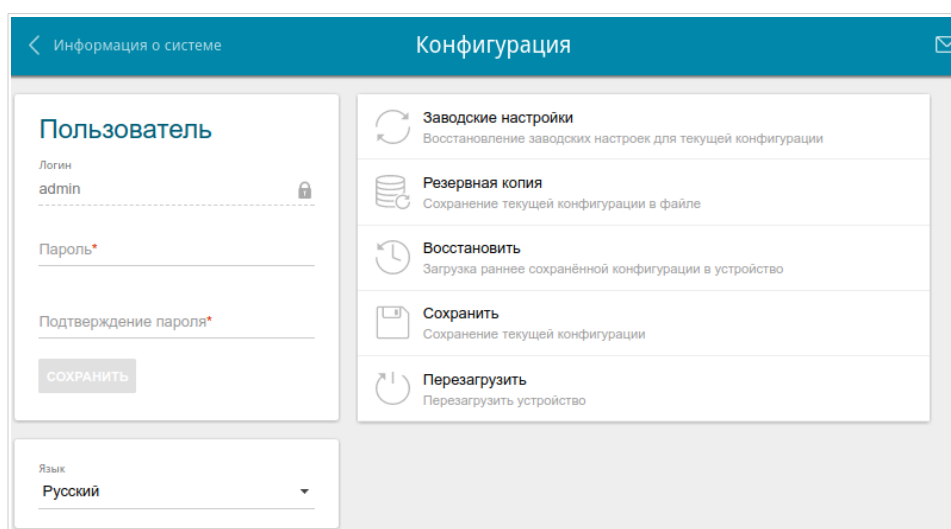 Информация о системе
Конфигурация
Пользователь
Логин
admin
Пароль*
Подтверждение пароля*
СОХРАНИТЬ
Язык
Русский
Заводские настройки
Восстановление заводских настроек для текущей конфигурации
Резервная копия
Сохранение текущей конфигурации в файле
Восстановить
Загрузка раннее сохранённой конфигурации в устройство
Сохранить
Сохранение текущей конфигурации
Перезагрузить
Перезагрузить устройство